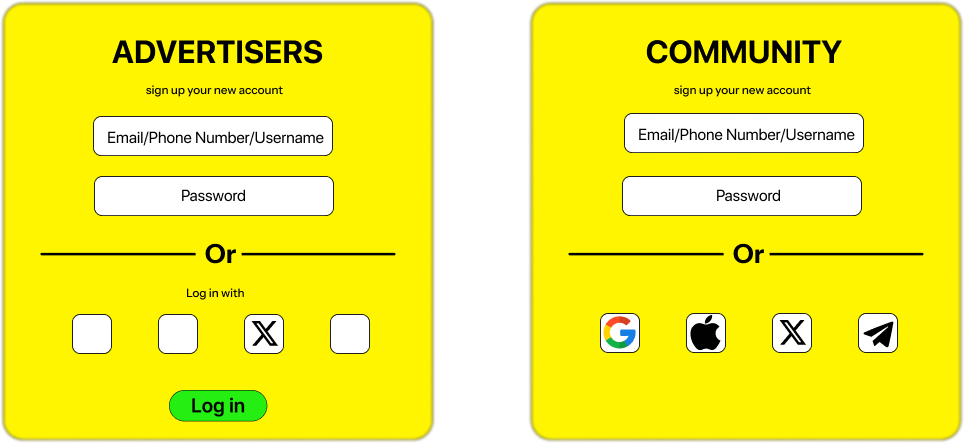 ADVERTISERS
sign up your new account
Email/Phone Number/Username
Password
Or
Log in with
Log in
COMMUNITY
sign up your new account
Email/Phone Number/Username
Password
Or